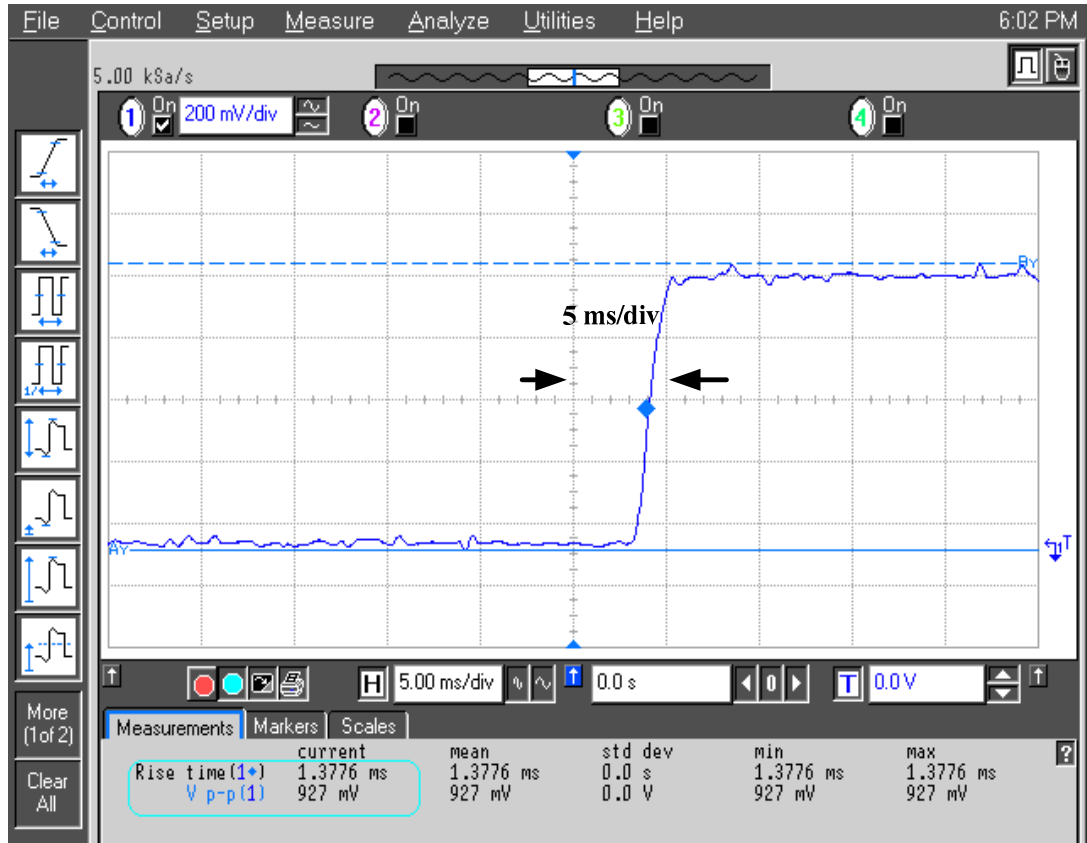 File Control Setup Measure Analyze Utilities Help 6:02 PM
5.00 kSa/s
1 On 200 mV/div 2 On 3 On 4 On
By
5 ms/div
1/
Ay
1 T
H 5.00 ms/div 0.0 s 0 T 0.0 V
More
(1of 2)
Clear
All
Measurements Markers Scales
current mean std dev min max ?
Rise time(1◆) 1.3776 ms 1.3776 ms 0.0 s 1.3776 ms 1.3776 ms
V p-p(1) 927 mV 927 mV 0.0 V 927 mV 927 mV